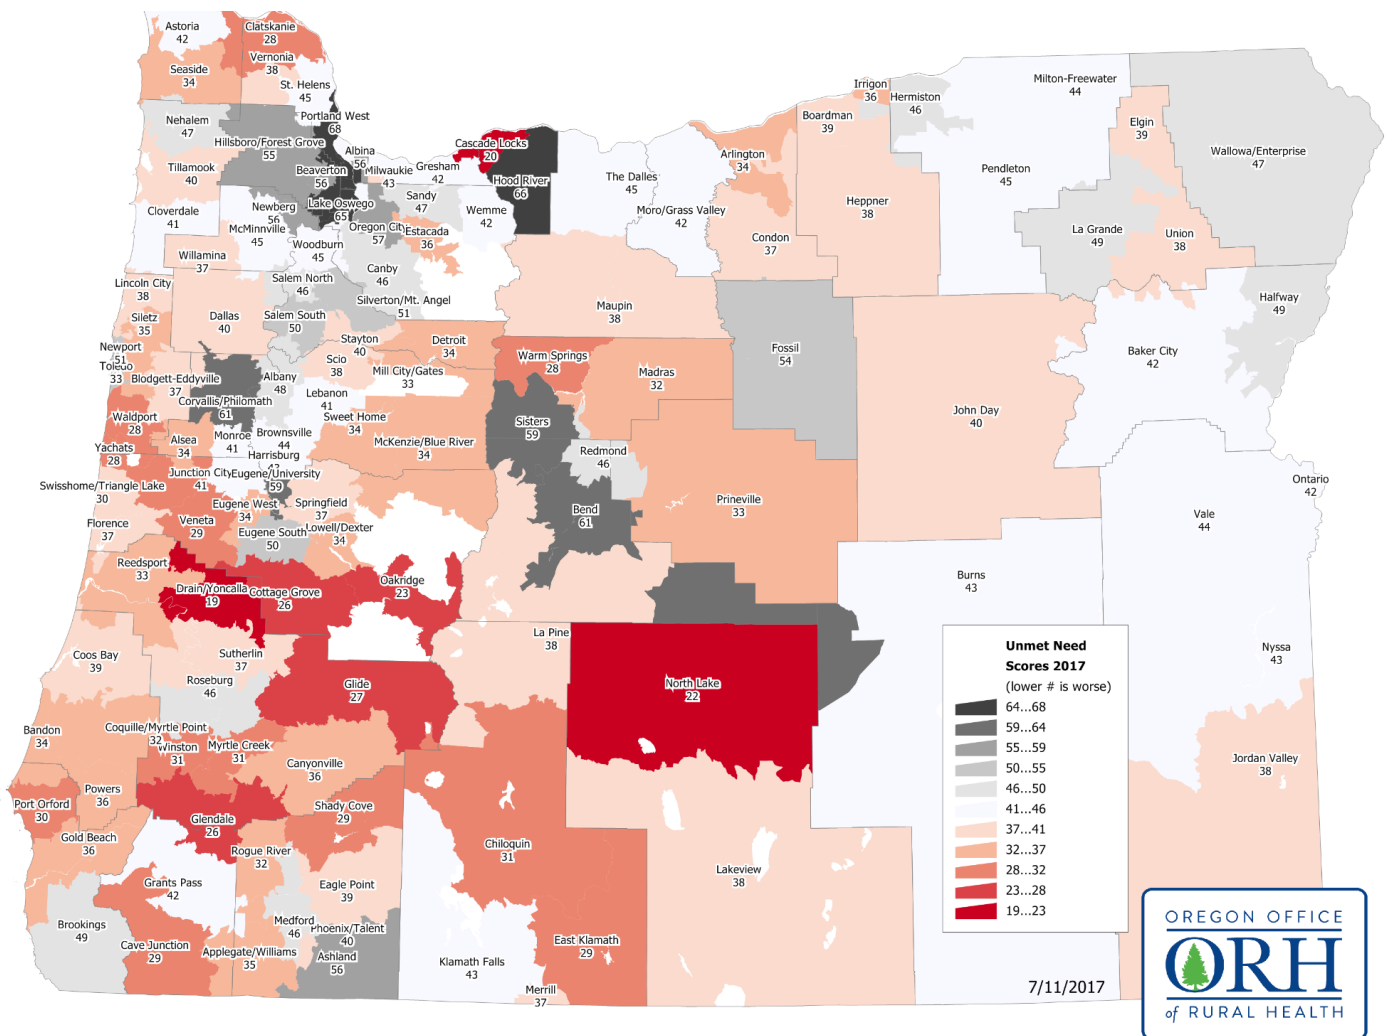 Astoria
42
Clatskanie
28
Vernonia
38
Seaside
34
St. Helens
45
Portland West
68
Nehalem
47
Hillsboro/Forest Grove
55
Albina
56
Beaverton
56
Milwaukie
43
Gresham
42
Cascade Locks
20
Hood River
66
Tillamook
40
The Dalles
45
Moro/Grass Valley
42
Arlington
34
Boardman
39
Irrigon
36
Hermiston
46
Milton-Freewater
44
Pendleton
45
Elgin
39
Wallowa/Enterprise
47
Cloverdale
41
Newberg
56
McMinnville
45
Lake Oswego
65
Sandy
47
Wemme
42
Oregon City
57
Estacada
36
Woodburn
45
Willamina
37
Canby
46
Heppner
38
Condon
37
La Grande
49
Union
38
Lincoln City
38
Salem North
46
Silverton/Mt. Angel
51
Siletz
35
Dallas
40
Salem South
50
Maupin
38
Halfway
49
Newport
51
Toledo
33
Stayton
40
Detroit
34
Scio
38
Mill City/Gates
33
Warm Springs
28
Madras
32
Fossil
54
Baker City
42
Blodgett-Eddyville
37
Albany
48
Corvallis/Philomath
61
Lebanon
41
Sweet Home
34
Waldport
28
Alsea
34
Monroe
41
Brownsville
44
McKenzie/Blue River
34
Sisters
59
John Day
40
Yachats
28
Harrisburg
Redmond
46
Junction City
41
Eugene/University
59
Swisshome/Triangle Lake
30
Eugene West
34
Springfield
37
Bend
61
Prineville
33
Ontario
42
Vale
44
Florence
37
Veneta
29
Eugene South
50
Lowell/Dexter
34
Reedsport
33
Drain/Yoncalla
19
Cottage Grove
26
Oakridge
23
Burns
43
Coos Bay
39
Sutherlin
37
La Pine
38
Roseburg
46
Glide
27
North Lake
22
Nyssa
43
Bandon
34
Coquille/Myrtle Point
32
Winston
31
Myrtle Creek
31
Canyonville
36
Jordan Valley
38
Port Orford
30
Powers
36
Glendale
26
Shady Cove
29
Gold Beach
36
Rogue River
32
Chiloquin
31
Lakeview
38
Grants Pass
42
Eagle Point
39
Brookings
49
Medford
46
Phoenix/Talent
40
Cave Junction
29
Applegate/Williams
35
Ashland
56
Klamath Falls
43
East Klamath
29
Merrill
37
Unmet Need
Scores 2017
(lower # is worse)
64...68
59...64
55...59
50...55
46...50
41...46
37...41
32...37
28...32
23...28
19...23
7/11/2017
OREGON OFFICE
ORH
of RURAL HEALTH